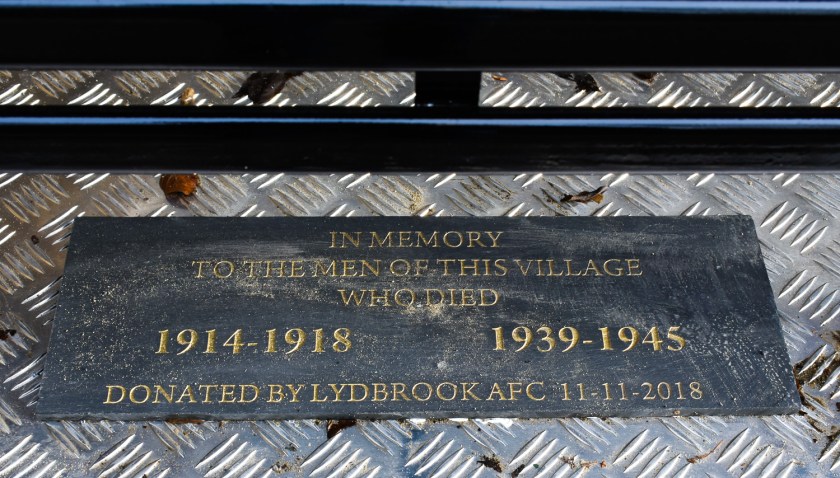 IN MEMORY
TO THE MEN OF THIS VILLAGE
WHO DIED
1914-1918 1939-1945
DONATED BY LYDBROOK AFC 11-11-2018